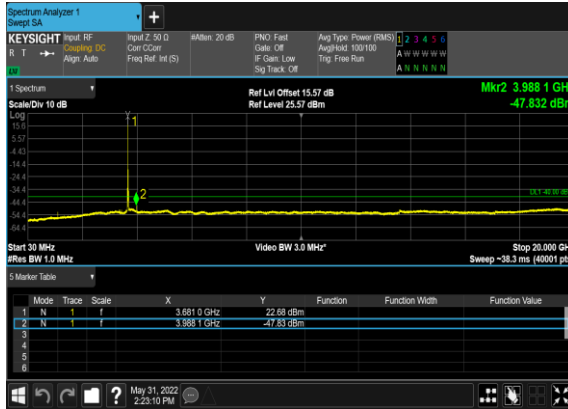 Spectrum Analyzer 1
Swept SA
+
KEYSIGHT Input: RF Input Z: 50 Ω #Atten: 20 dB PNO: Fast Avg Type: Power (RMS) 1 2 3 4 5 6
R T Coupling: DC Corr CCorr Gate: Off Avg|Hold: 100/100 A W W W W W
Align: Auto Freq Ref: Int (S) IF Gain: Low Trig: Free Run
LXI Sig Track: Off A N N N N N
1 Spectrum Ref Lvl Offset 15.57 dB Mkr2 3.988 1 GH
Scale/Div 10 dB Ref Level 25.57 dBm -47.832 dB
Log
15.6 1
5.57
-4.43
-14.4
-24.4
-34.4 2 DL1 -40.00 dB
-44.4
-54.4
-64.4
Start 30 MHz Video BW 3.0 MHz* Stop 20.000 GH
#Res BW 1.0 MHz Sweep ~38.3 ms (40001 pt
5 Marker Table
Mode Trace Scale X Y Function Function Width Function Value
1 N 1 f 3.681 0 GHz 22.68 dBm
2 N 1 f 3.988 1 GHz -47.83 dBm
3
4
5
6
? May 31, 2022
2:23:10 PM